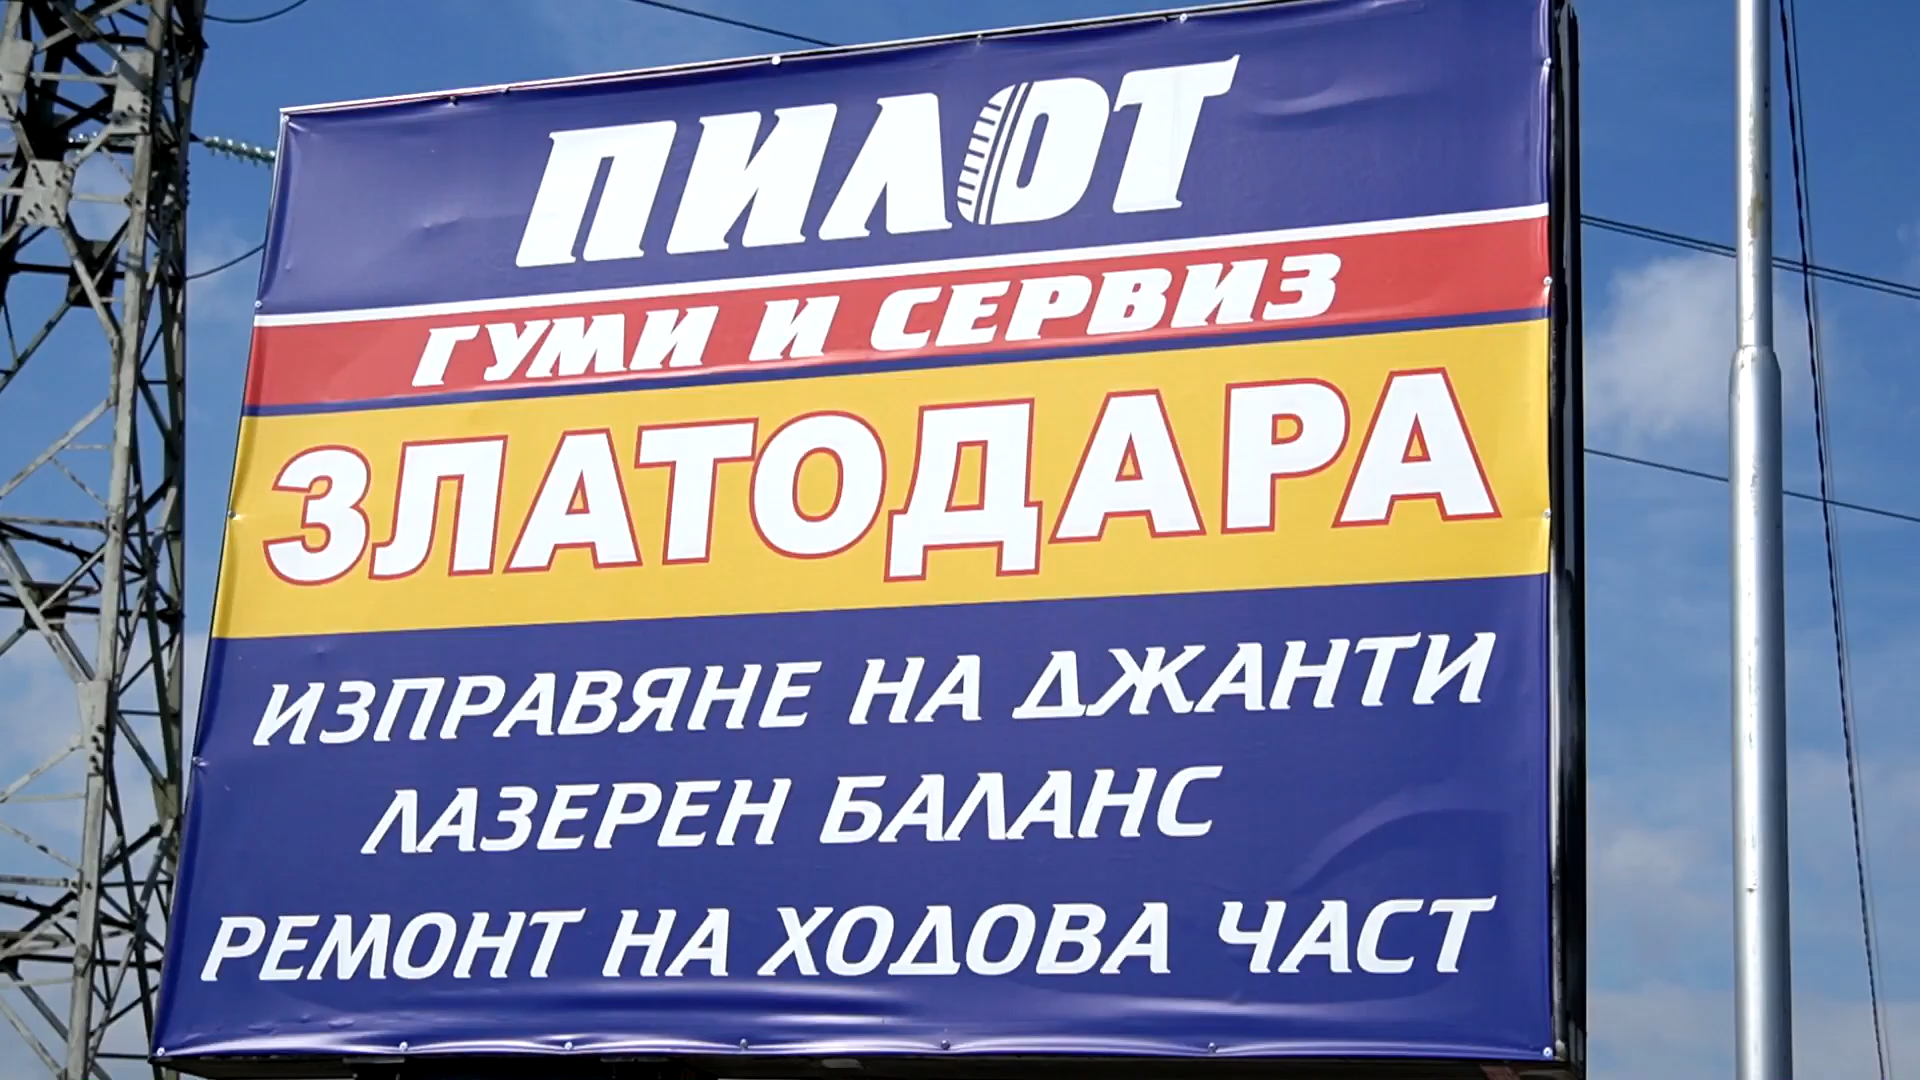 ПИЛОТ
ГУМИ И СЕРВИЗ
ЗЛАТОДАРА
ИЗПРАВЯНЕ НА ДЖАНТИ
ЛАЗЕРЕН БАЛАНС
РЕМОНТ НА ХОДОВА ЧАСТ